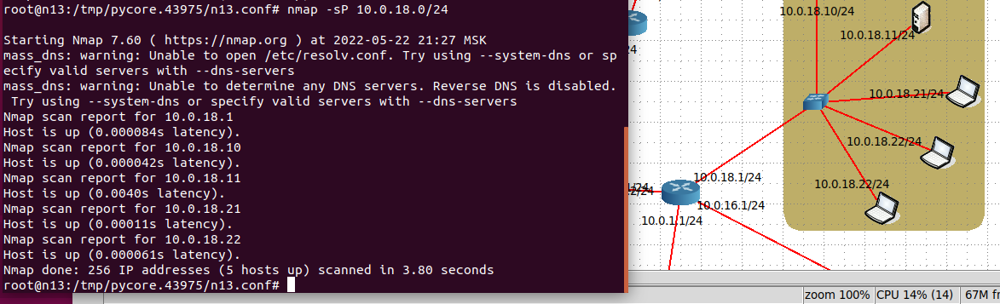 root@n13:/tmp/pycore.43975/n13.conf# nmap -sP 10.0.18.0/24
Starting Nmap 7.60 ( https://nmap.org ) at 2022-05-22 21:27 MSK
mass_dns: warning: Unable to open /etc/resolv.conf. Try using --system-dns or sp
ecify valid servers with --dns-servers
mass_dns: warning: Unable to determine any DNS servers. Reverse DNS is disabled.
Try using --system-dns or specify valid servers with --dns-servers
Nmap scan report for 10.0.18.1
Host is up (0.000084s latency).
Nmap scan report for 10.0.18.10
Host is up (0.000042s latency).
Nmap scan report for 10.0.18.11
Host is up (0.0040s latency).
Nmap scan report for 10.0.18.21
Host is up (0.00011s latency).
Nmap scan report for 10.0.18.22
Host is up (0.000061s latency).
Nmap done: 256 IP addresses (5 hosts up) scanned in 3.80 seconds
root@n13:/tmp/pycore.43975/n13.conf#
10.0.18.10/24
10.0.18.11/24
10.0.18.21/24
10.0.18.22/24
10.0.18.22/24
10.0.18.1/24
10.0.16.1/24
10.0.1.1/24
zoom 100%
CPU 14% (14)
67M fr